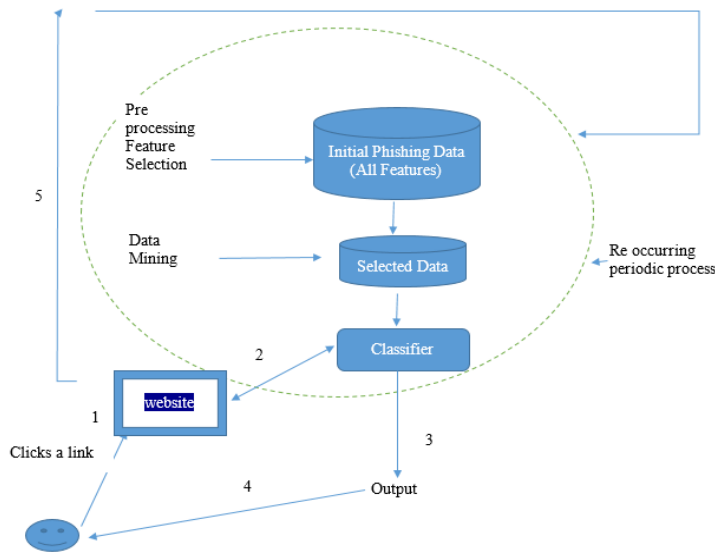 Pre
processing
Feature
Selection
Initial Phishing Data
(All Features)
5
Data
Mining
Selected Data
Re occurring
periodic process
Classifier
2
website
1
Clicks a link
3
4
Output